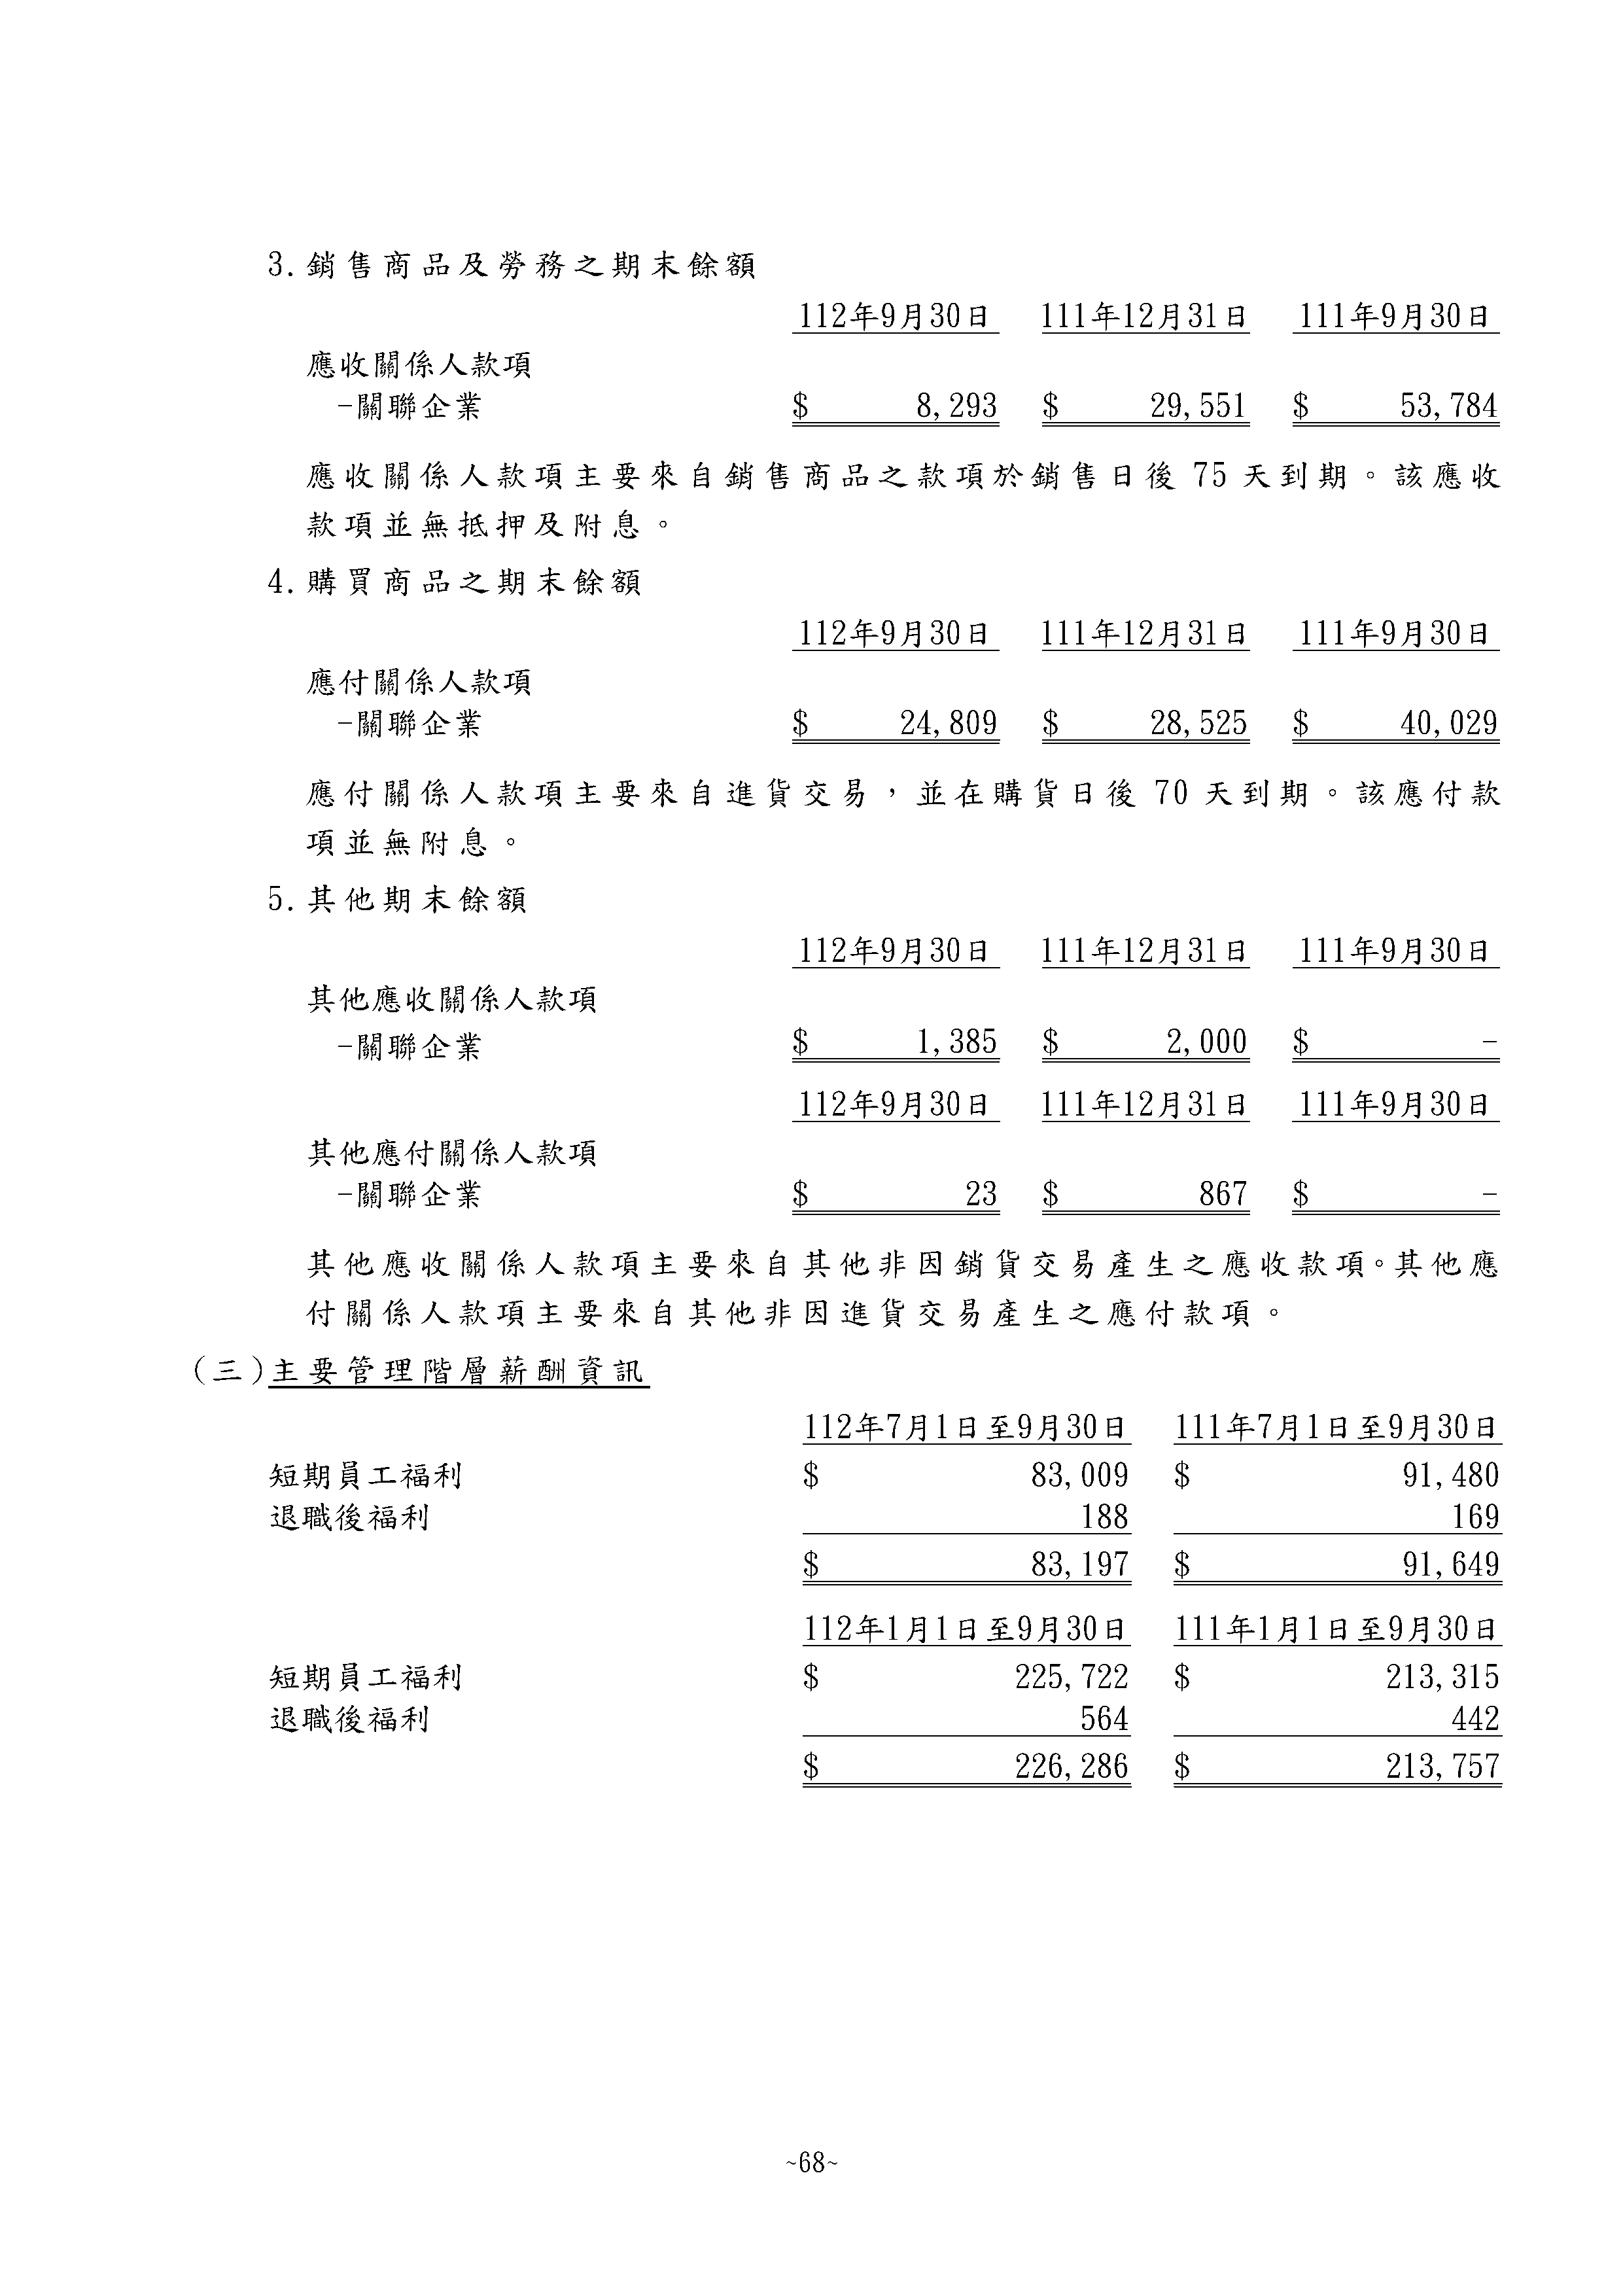 3.銷售商品及勞務之期末餘額
112年9月30日 111年12月31日 111年9月30日
應收關係人款項
-關聯企業 $ 8,293 $ 29,551 $ 53,784
應收關係人款項主要來自銷售商品之款項於銷售日後 75 天到期。該應收
款項並無抵押及附息。
4.購買商品之期末餘額
112年9月30日 111年12月31日 111年9月30日
應付關係人款項
-關聯企業 $ 24,809 $ 28,525 $ 40,029
應付關係人款項主要來自進貨交易，並在購貨日後 70 天到期。該應付款
項並無附息。
5.其他期末餘額
112年9月30日 111年12月31日 111年9月30日
其他應收關係人款項
-關聯企業 $ 1,385 $ 2,000 $ -
112年9月30日 111年12月31日 111年9月30日
其他應付關係人款項
-關聯企業 $ 23 $ 867 $ -
其他應收關係人款項主要來自其他非因銷貨交易產生之應收款項。其他應
付關係人款項主要來自其他非因進貨交易產生之應付款項。
(三)主要管理階層薪酬資訊
112年7月1日至9月30日 111年7月1日至9月30日
短期員工福利 $ 83,009 $ 91,480
退職後福利 188 169
$ 83,197 $ 91,649
112年1月1日至9月30日 111年1月1日至9月30日
短期員工福利 $ 225,722 $ 213,315
退職後福利 564 442
$ 226,286 $ 213,757
~68~